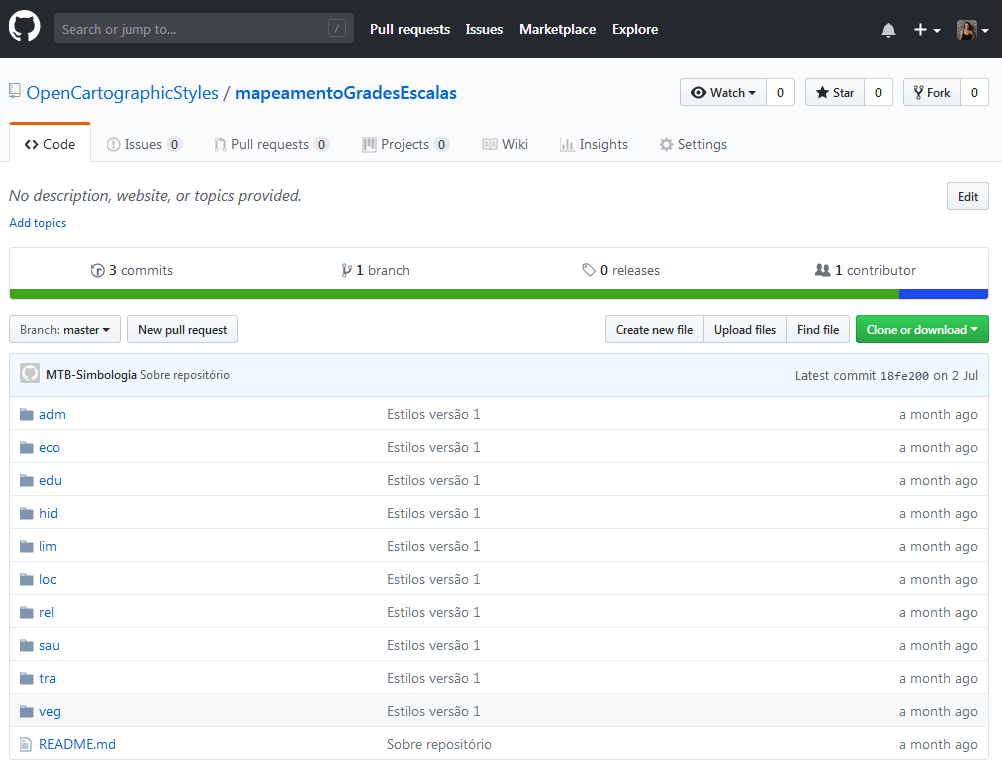 Search or jump to... / Pull requests Issues Marketplace Explore
OpenCartographicStyles / mapeamentoGradesEscalas Watch 0 Star 0 Fork 0
Code Issues 0 Pull requests 0 Projects 0 Wiki Insights Settings
No description, website, or topics provided. Edit
Add topics
3 commits 1 branch 0 releases 1 contributor
Branch: master New pull request Create new file Upload files Find file Clone or download
MTB-Simbologia Sobre repositório Latest commit 18fe200 on 2 Jul
adm Estilos versão 1 a month ago
eco Estilos versão 1 a month ago
edu Estilos versão 1 a month ago
hid Estilos versão 1 a month ago
lim Estilos versão 1 a month ago
loc Estilos versão 1 a month ago
rel Estilos versão 1 a month ago
sau Estilos versão 1 a month ago
tra Estilos versão 1 a month ago
veg Estilos versão 1 a month ago
README.md Sobre repositório a month ago